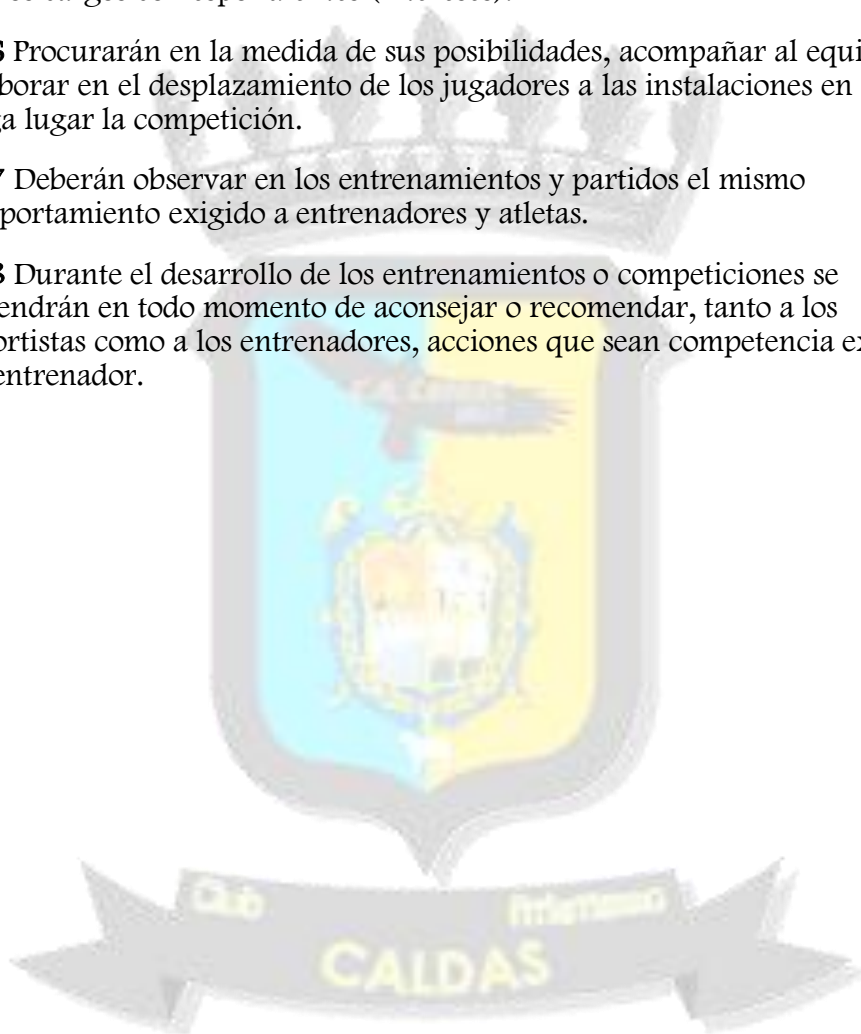 6 Procurarán en la medida de sus posibilidades, acompañar al equi
borar en el desplazamiento de los jugadores a las instalaciones en
a lugar la competición.
7 Deberán observar en los entrenamientos y partidos el mismo
portamiento exigido a entrenadores y atletas.
8 Durante el desarrollo de los entrenamientos o competiciones se
endrán en todo momento de aconsejar o recomendar, tanto a los
ortistas como a los entrenadores, acciones que sean competencia ex
entrenador.
Club
CALDAS